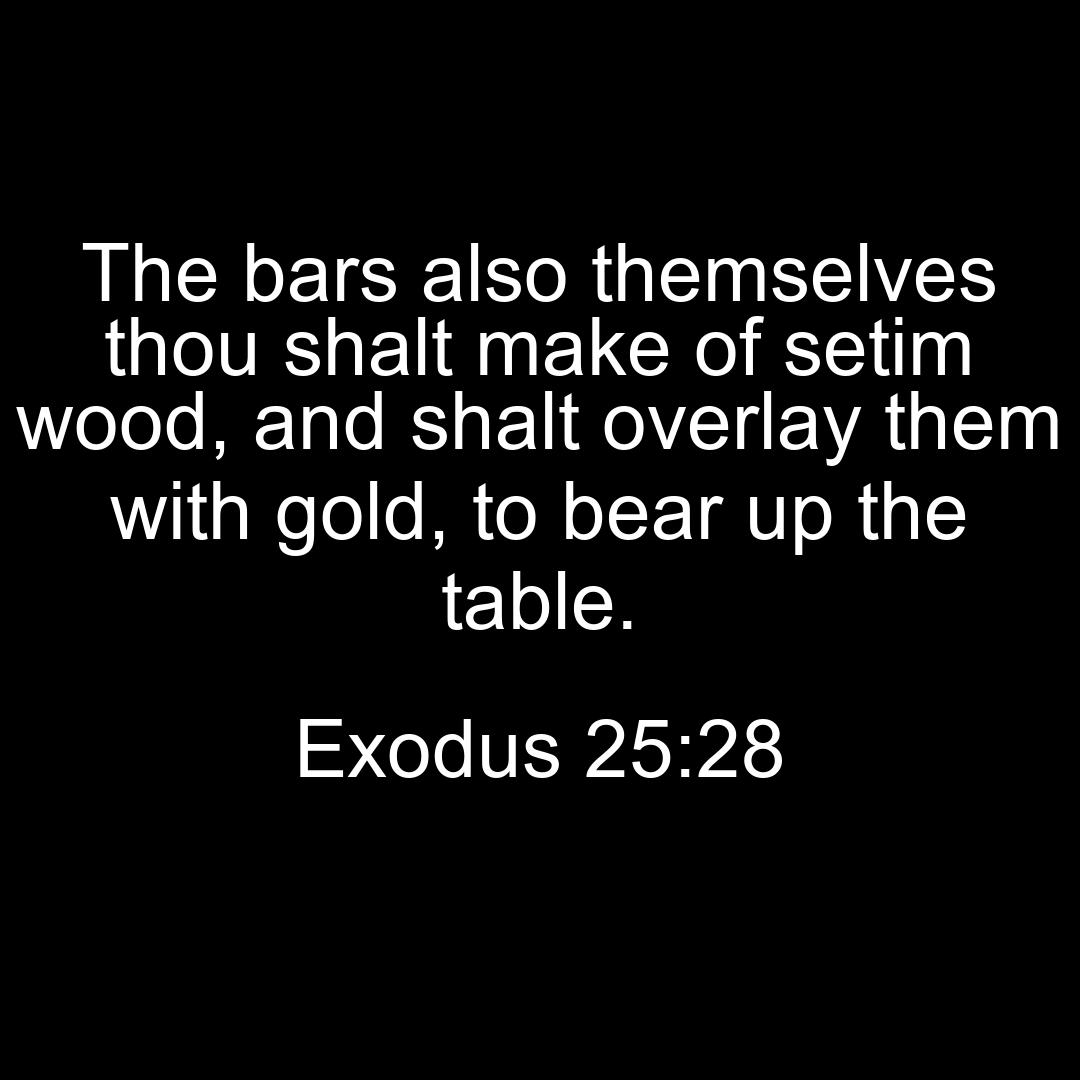 The bars also themselves
thou shalt make of setim
wood, and shalt overlay them
with gold, to bear up the
table.
Exodus 25:28